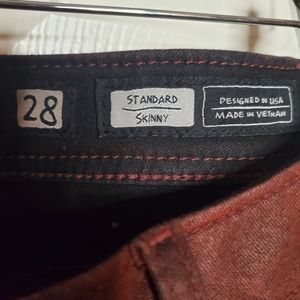 28
STANDARD
SKINNY
DESIGNED IN USA
MADE IN VIETNAM